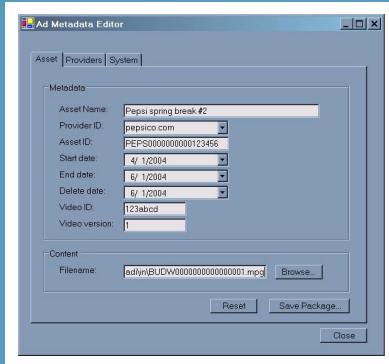 Ad Metadata Editor
Asset Providers System
Metadata
Asset Name: Pepsi spring break #2
Provider ID: pepsico.com
Asset ID: PEPS0000000000123456
Start date: 4/ 1/2004
End date: 6/ 1/2004
Delete date: 6/ 1/2004
Video ID: 123abcd
Video version: 1
Content
Filename: adi\jn\BUDW0000000000000001.mpg Browse...
Reset Save Package...
Close